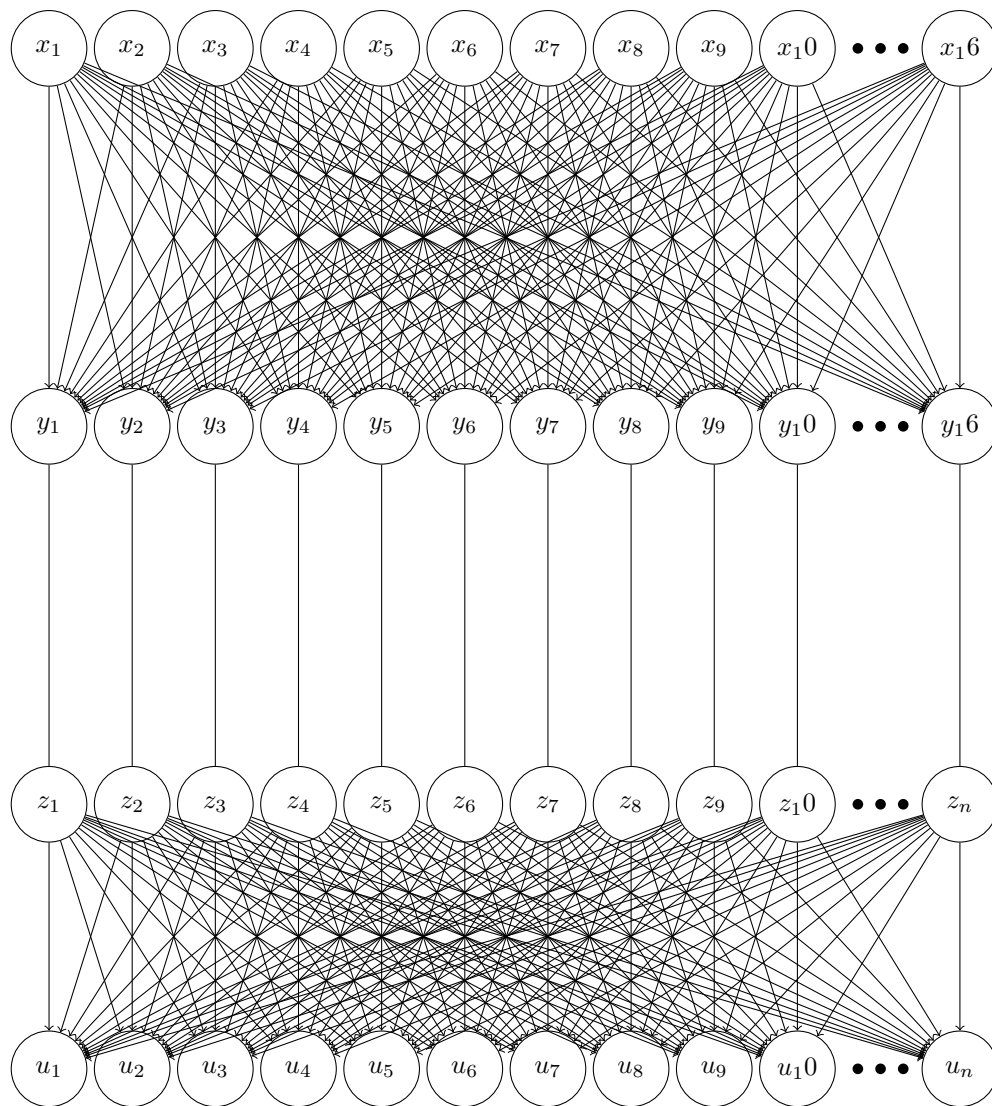 x₁ x₂ x₃ x₄ x₅ x₆ x₇ x₈ x₉ x₁0 ••• x₁6
y₁ y₂ y₃ y₄ y₅ y₆ y₇ y₈ y₉ y₁0 ••• y₁6
z₁ z₂ z₃ z₄ z₅ z₆ z₇ z₈ z₉ z₁0 ••• zₙ
u₁ u₂ u₃ u₄ u₅ u₆ u₇ u₈ u₉ u₁0 ••• uₙ